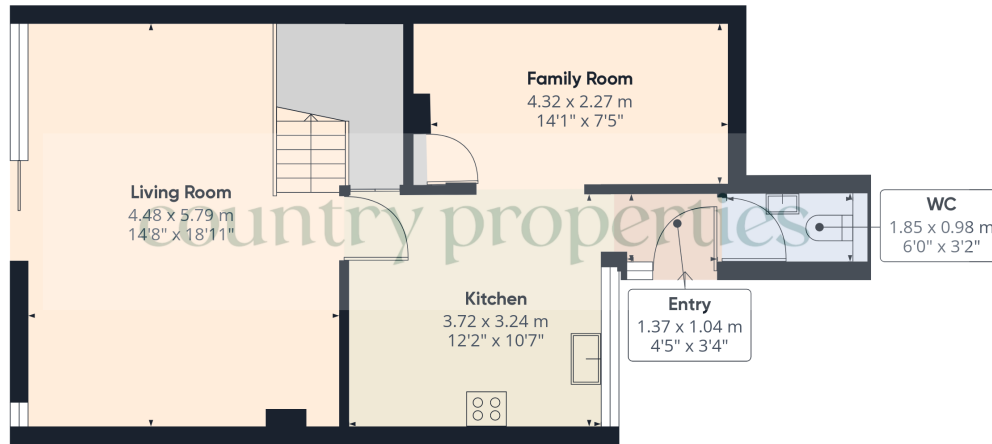 Family Room
4.32 x 2.27 m
14'1" x 7'5"
Living Room
4.48 x 5.79 m
14'8" x 18'11"
country properties
WC
1.85 x 0.98 m
6'0" x 3'2"
Kitchen
3.72 x 3.24 m
12'2" x 10'7"
Entry
1.37 x 1.04 m
4'5" x 3'4"